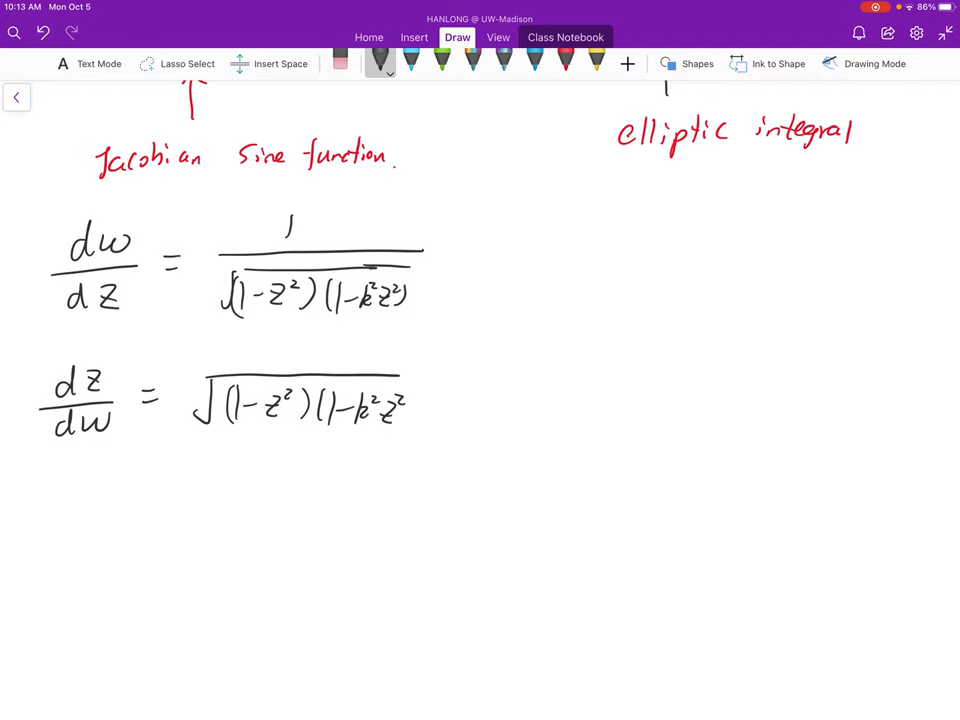 10:13 AM Mon Oct 5
86%
HANLONG @ UW-Madison
Home Insert Draw View Class Notebook
Text Mode Lasso Select Insert Space Shapes Ink to Shape Drawing Mode
elliptic integral
Jacobian Sine function.
dw/dz = 1/√(1-z²)(1-k²z²)
dz/dw = √(1-z²)(1-k²z²